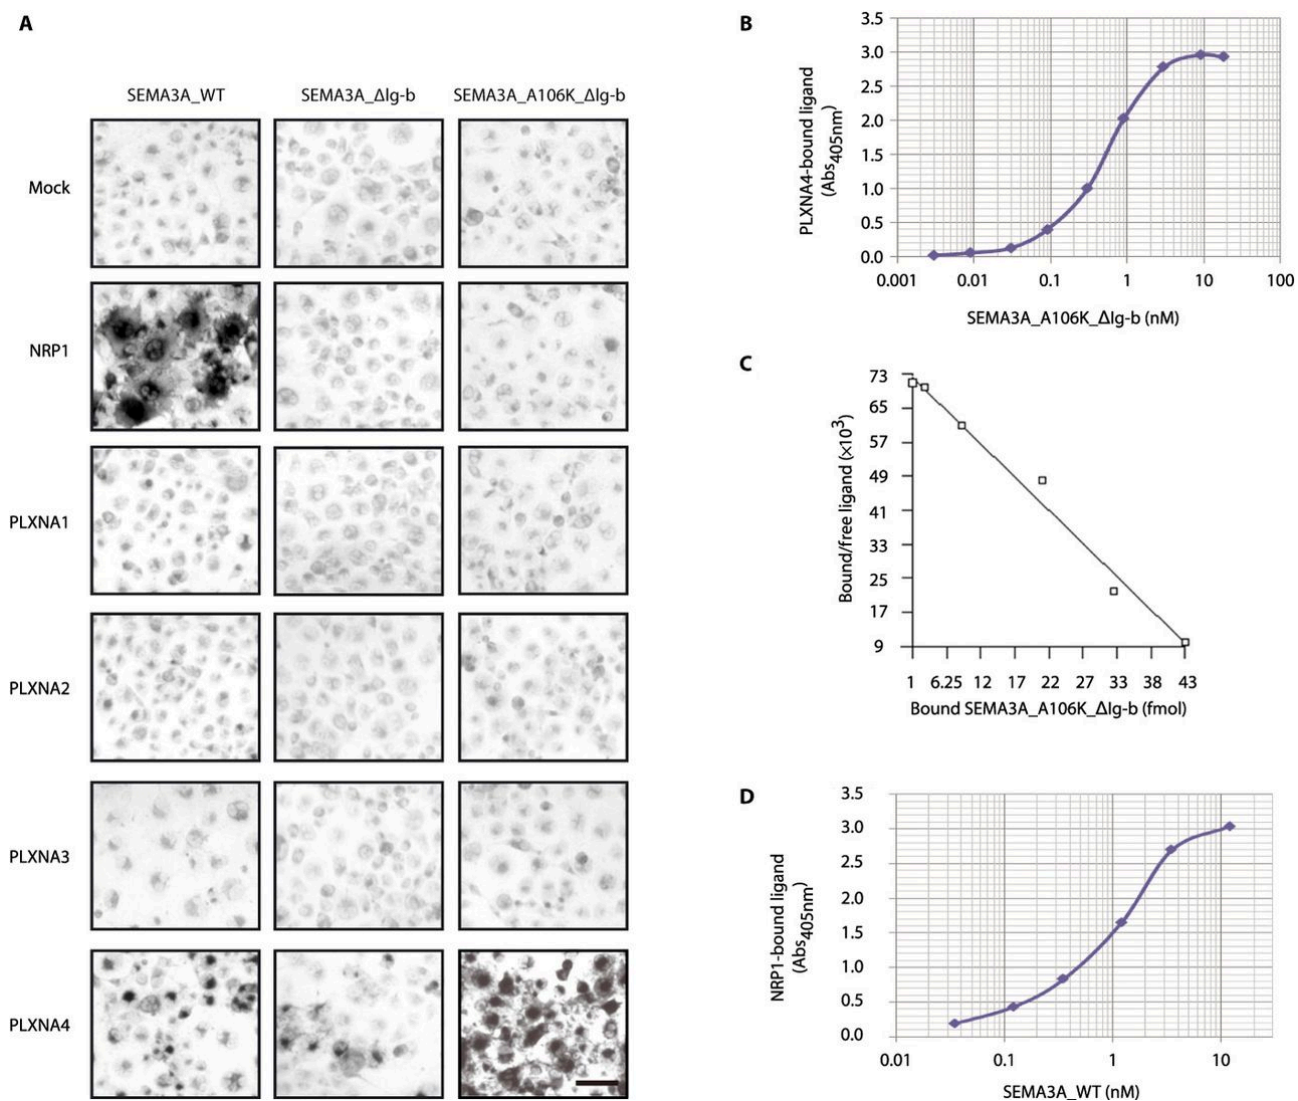 A
SEMA3A_WT
SEMA3A_ΔIg-b
SEMA3A_A106K_ΔIg-b
Mock
NRP1
PLXNA1
PLXNA2
PLXNA3
PLXNA4
B
PLXNA4-bound ligand
(Abs405nm)
3.5
3.0
2.5
2.0
1.5
1.0
0.5
0.0
0.001 0.01 0.1 1 10 100
SEMA3A_A106K_ΔIg-b (nM)
C
Bound/free ligand (×10³)
73
65
57
49
41
33
25
17
9
1 6.25 12 17 22 27 33 38 43
Bound SEMA3A_A106K_ΔIg-b (fmol)
D
NRP1-bound ligand
(Abs405nm)
3.5
3.0
2.5
2.0
1.5
1.0
0.5
0.0
0.01 0.1 1 10
SEMA3A_WT (nM)